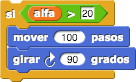 si alfa > 20
mover 100 pasos
girar 90 grados